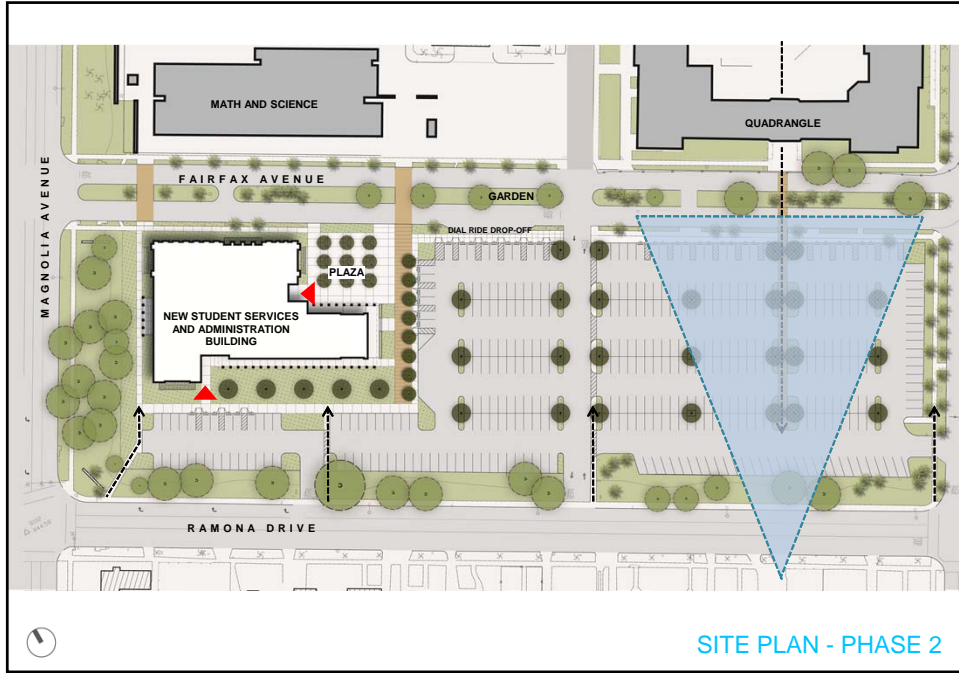 MATH AND SCIENCE
QUADRANGLE
MAGNOLIA AVENUE
FAIRFAX AVENUE
GARDEN
DIAL RIDE DROP-OFF
PLAZA
NEW STUDENT SERVICES
AND ADMINISTRATION
BUILDING
RAMONA DRIVE
SITE PLAN - PHASE 2